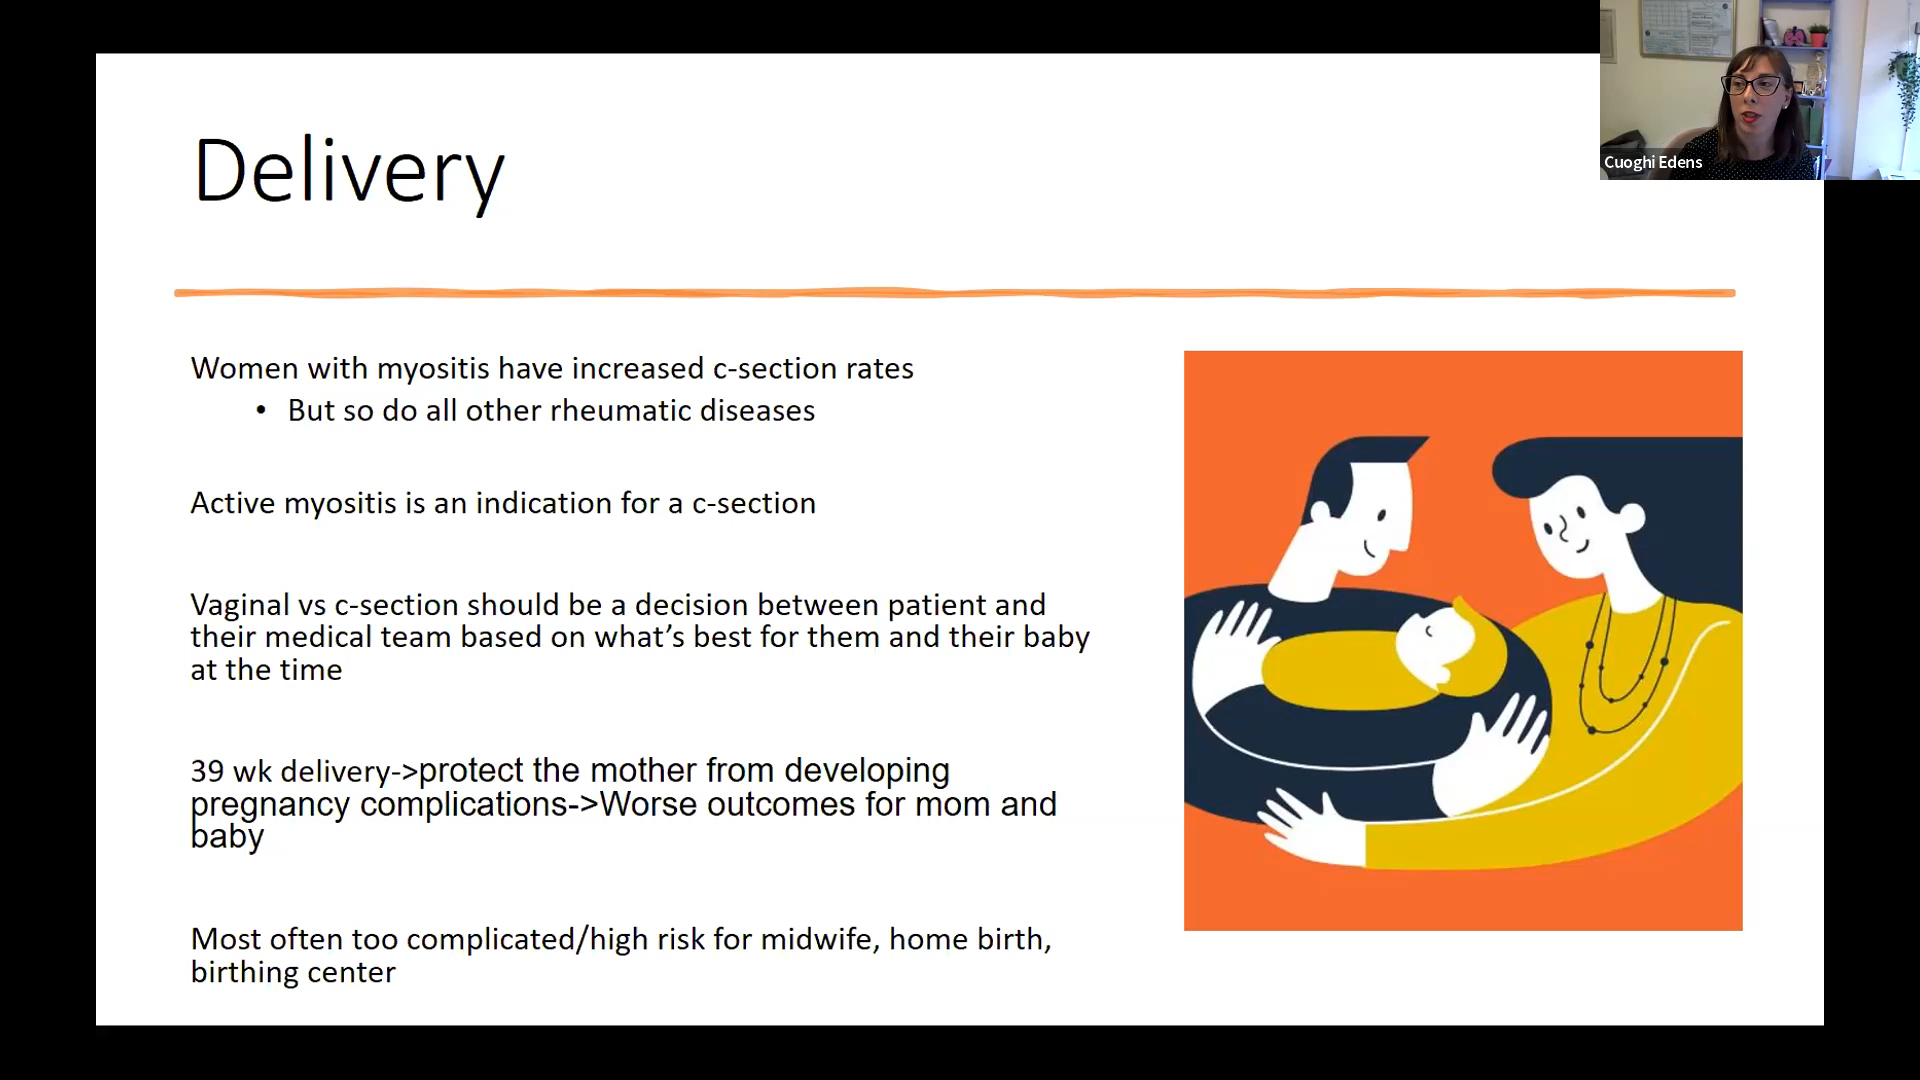 Cuoghi Edens
Delivery
Women with myositis have increased c-section rates
• But so do all other rheumatic diseases
Active myositis is an indication for a c-section
Vaginal vs c-section should be a decision between patient and
their medical team based on what’s best for them and their baby
at the time
39 wk delivery->protect the mother from developing
pregnancy complications->Worse outcomes for mom and
baby
Most often too complicated/high risk for midwife, home birth,
birthing center